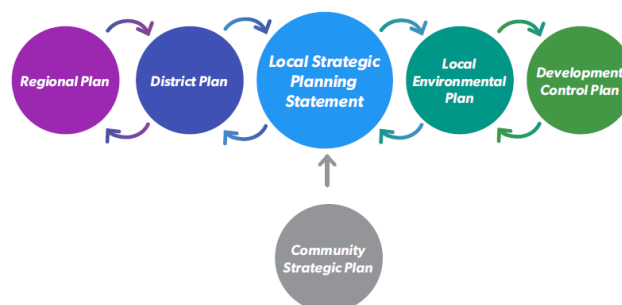 Regional Plan
District Plan
Local Strategic
Planning
Statement
Local
Environmental
Plan
Development
Control Plan
Community
Strategic Plan